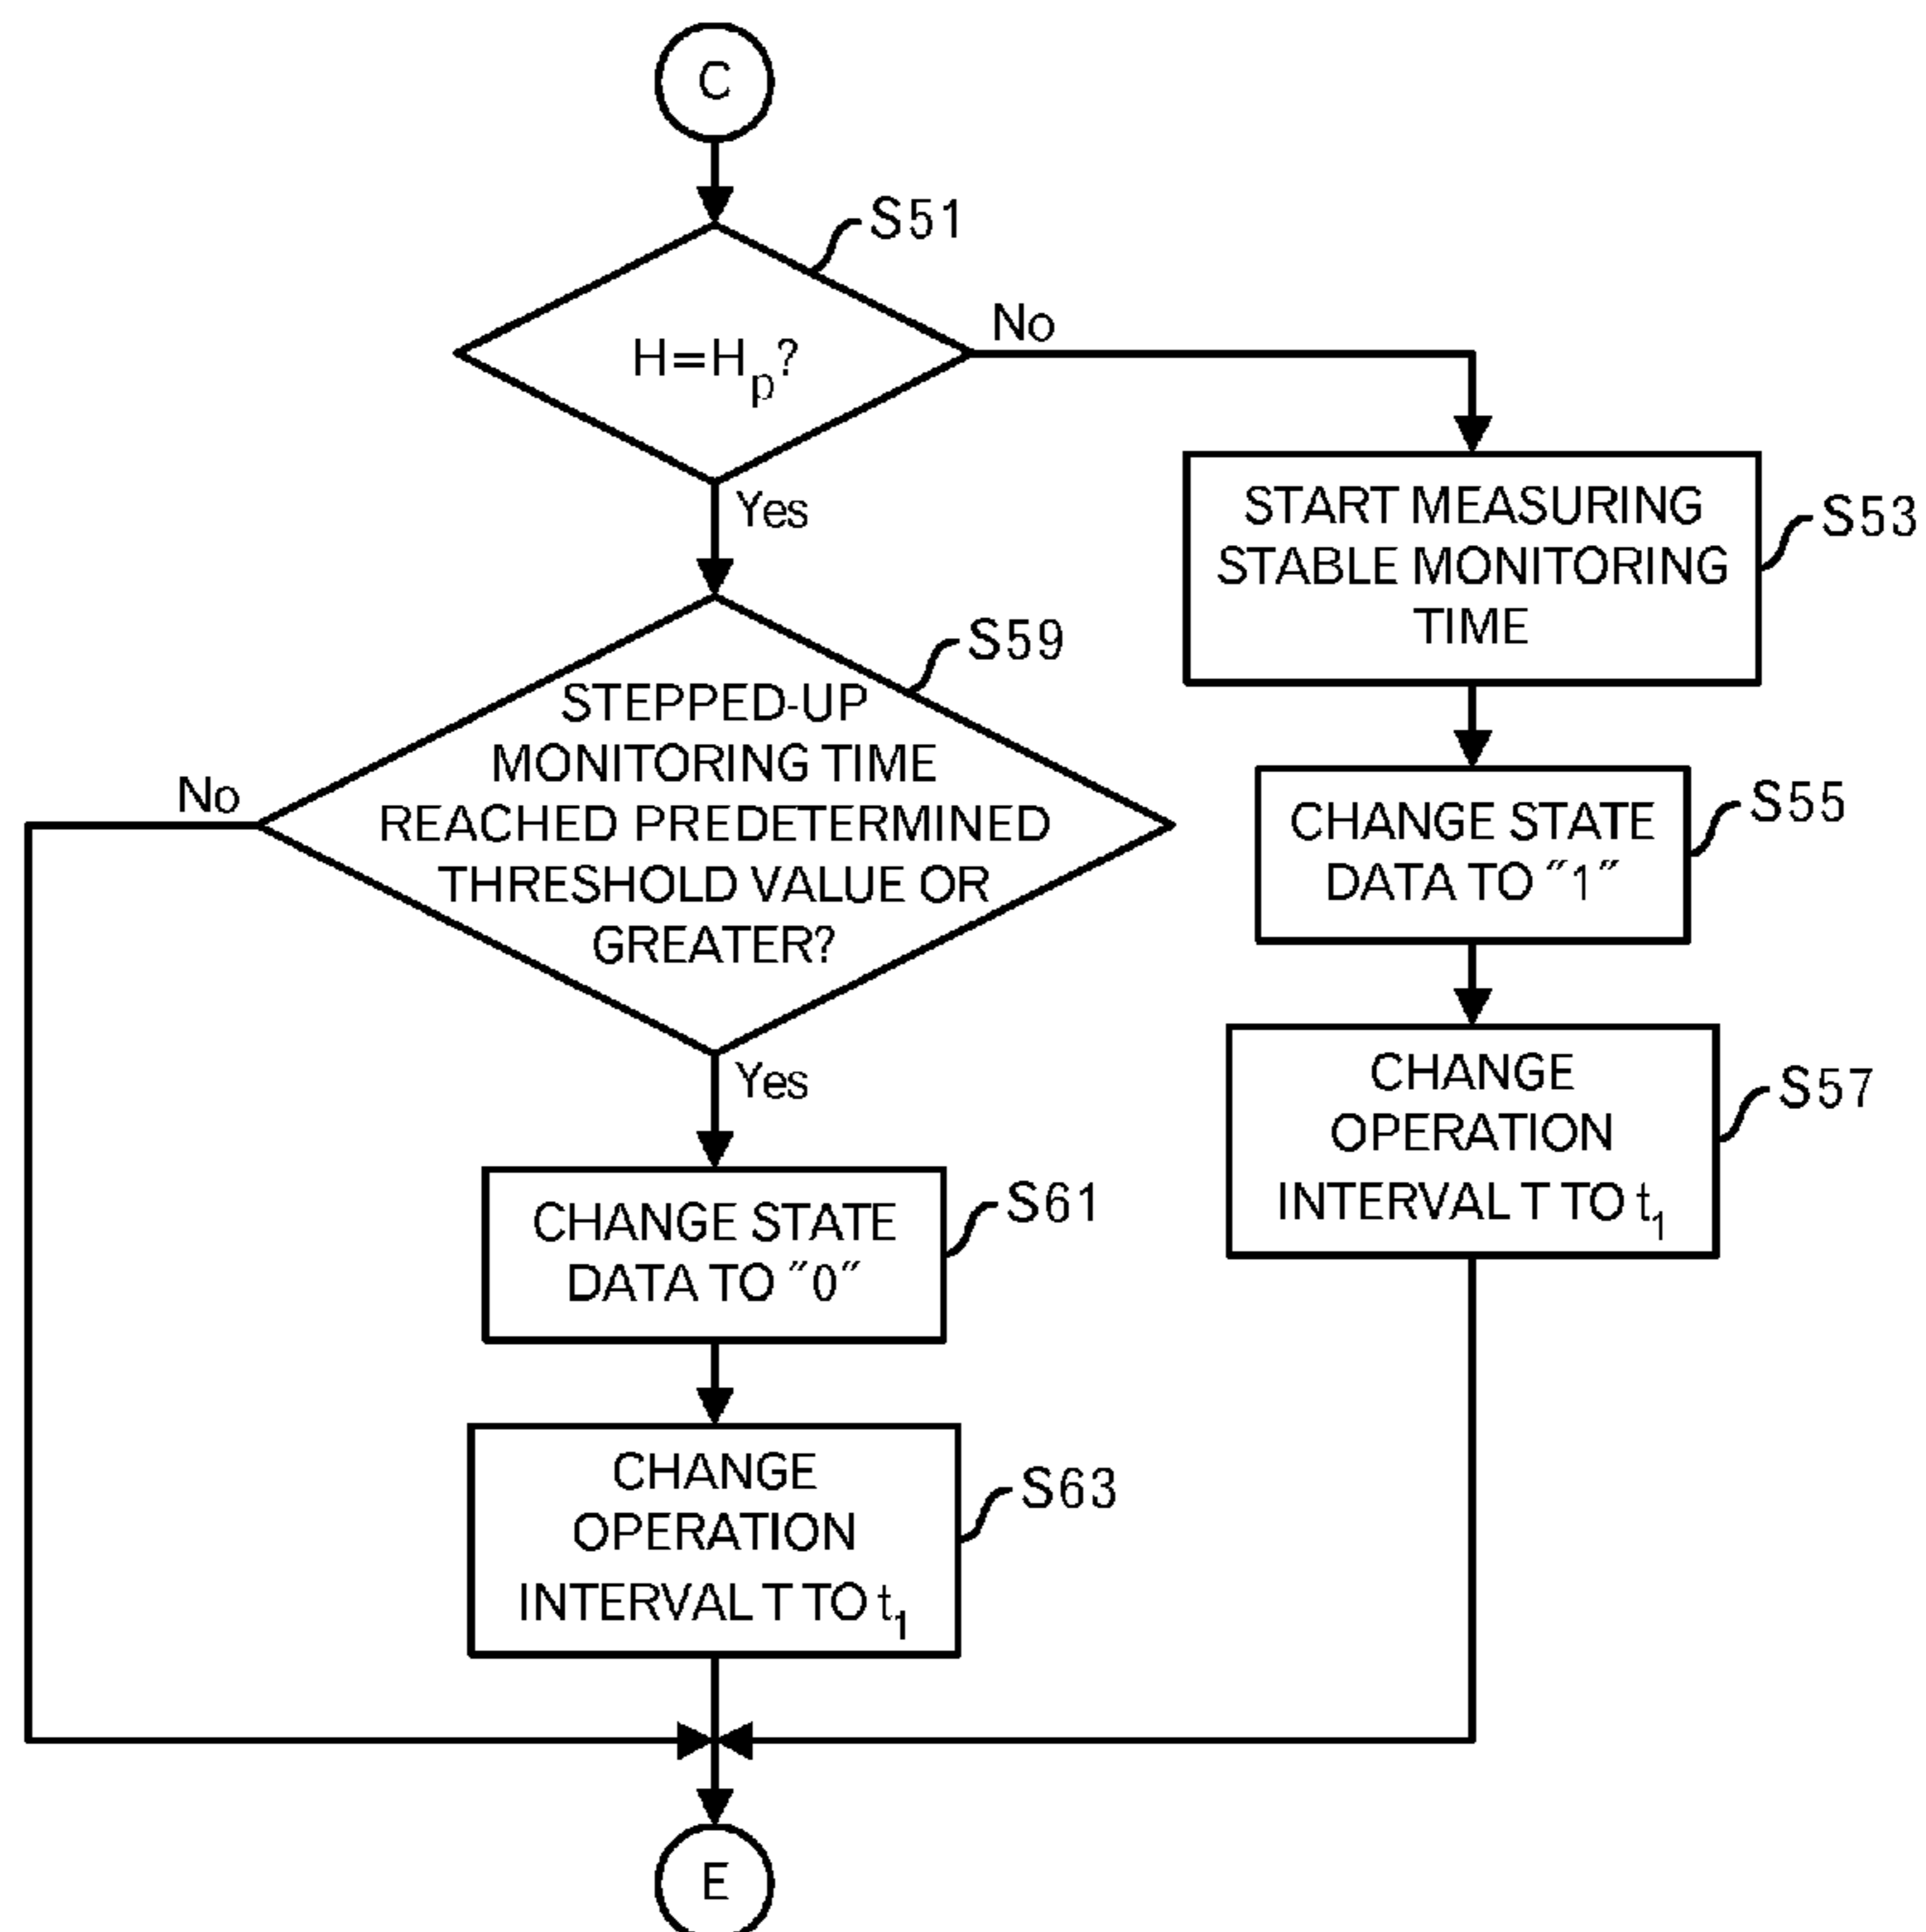 C
S51
H=Hp?
No
Yes
START MEASURING
STABLE MONITORING
TIME
S53
S59
STEPPED-UP
MONITORING TIME
REACHED PREDETERMINED
THRESHOLD VALUE OR
GREATER?
No
Yes
CHANGE STATE
DATA TO "1"
S55
CHANGE
OPERATION
INTERVAL T TO t1
S57
CHANGE STATE
DATA TO "0"
S61
CHANGE
OPERATION
INTERVAL T TO t1
S63
E